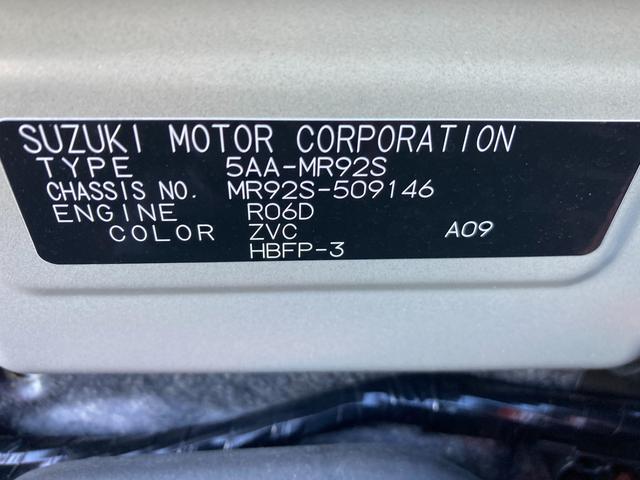 SUZUKI MOTOR CORPORATION
TYPE 5AA-MR92S
CHASSIS NO. MR92S-509146
ENGINE R06D
COLOR ZVC A09
HBFP-3